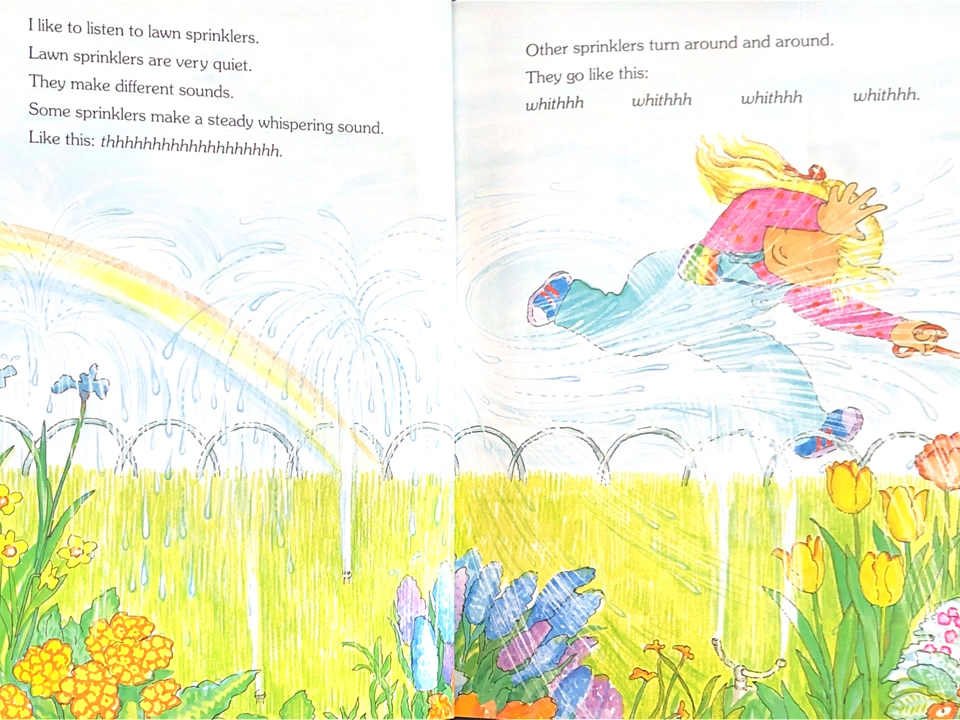 I like to listen to lawn sprinklers.
Lawn sprinklers are very quiet.
They make different sounds.
Some sprinklers make a steady whispering sound.
Like this: thhhhhhhhhhhhhhhhhhh.
Other sprinklers turn around and around.
They go like this:
whithhh whithhh whithhh whithhh.